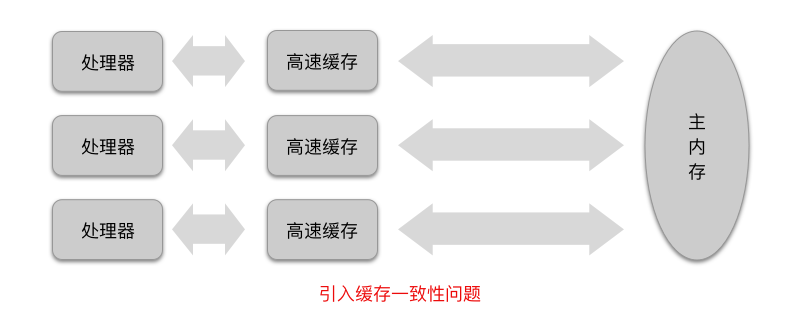 处理器
高速缓存
处理器
高速缓存
处理器
高速缓存
主
内
存
引入缓存一致性问题